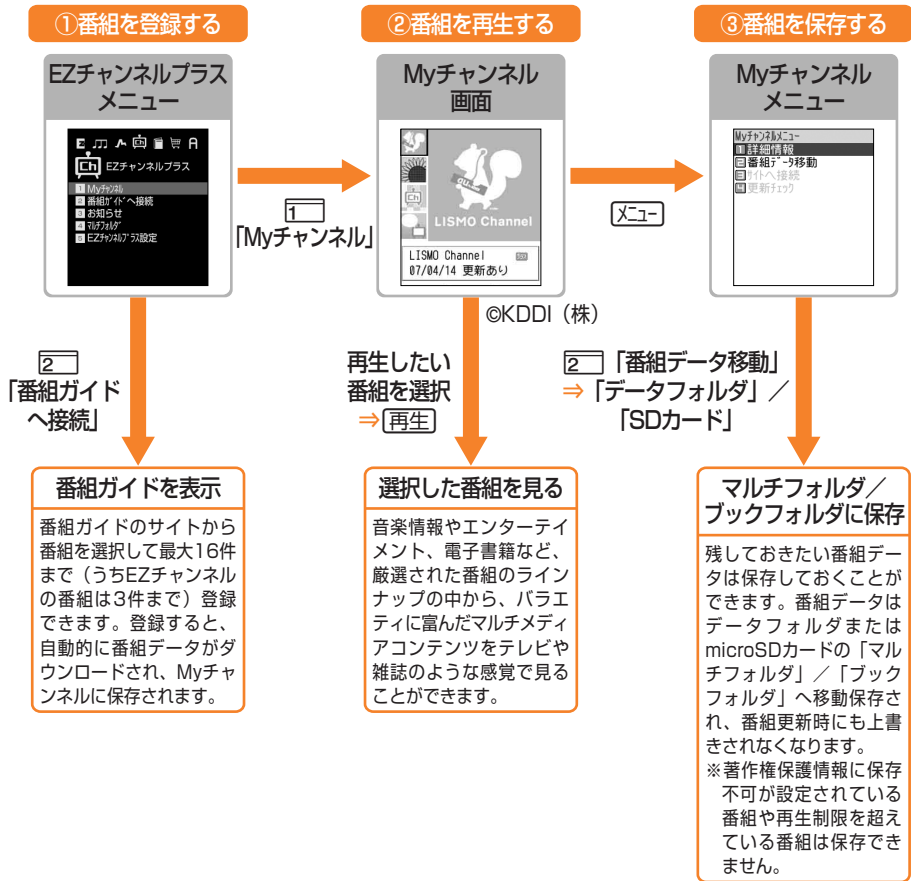 ①番組を登録する
EZチャンネルプラス
メニュー
EZチャンネルプラス
1 Myチャンネル
2 番組ガイドへ接続
3 お知らせ
4 マルチフォルダ
5 EZチャンネルプラス設定
1
「Myチャンネル」
2
「番組ガイド
へ接続」
番組ガイドを表示
番組ガイドのサイトから
番組を選択して最大16件
まで（うちEZチャンネル
の番組は3件まで）登録
できます。登録すると、
自動的に番組データがダ
ウンロードされ、Myチャ
ンネルに保存されます。
②番組を再生する
Myチャンネル
画面
Ch
LISMO Channel
LISMO Channel
07/04/14 更新あり
©KDDI（株）
メニュー
再生したい
番組を選択
⇒再生
選択した番組を見る
音楽情報やエンターテイ
メント、電子書籍など、
厳選された番組のライン
ナップの中から、バラエ
ティに富んだマルチメディ
アコンテンツをテレビや
雑誌のような感覚で見る
ことができます。
③番組を保存する
Myチャンネル
メニュー
Myチャンネルメニュー
1 詳細情報
2 番組データ移動
3 サイトへ接続
4 更新チェック
2「番組データ移動」
⇒「データフォルダ」／
「SDカード」
マルチフォルダ／
ブックフォルダに保存
残しておきたい番組デー
タは保存しておくことが
できます。番組データは
データフォルダまたは
microSDカードの「マル
チフォルダ」／「ブック
フォルダ」へ移動保存さ
れ、番組更新時にも上書
きされなくなります。
※著作権保護情報に保存
不可が設定されている
番組や再生制限を超え
ている番組は保存でき
ません。